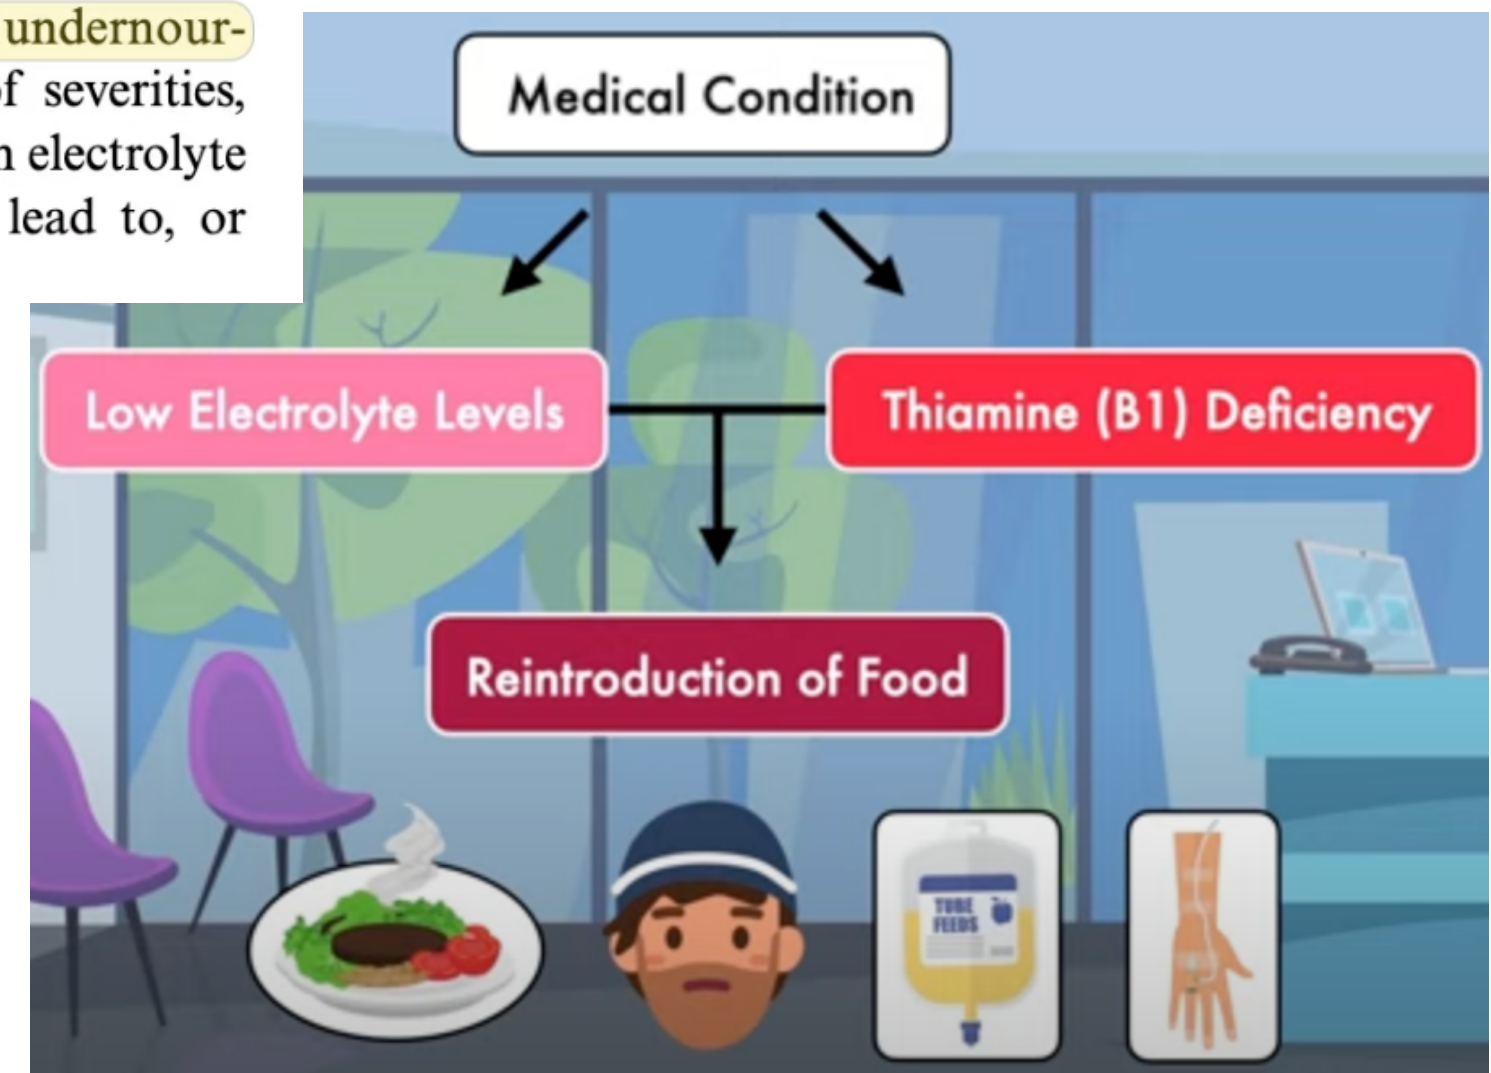 undernour-
of severities,
n electrolyte
lead to, or
Medical Condition
Low Electrolyte Levels
Thiamine (B1) Deficiency
Reintroduction of Food
TUBE
FEEDS